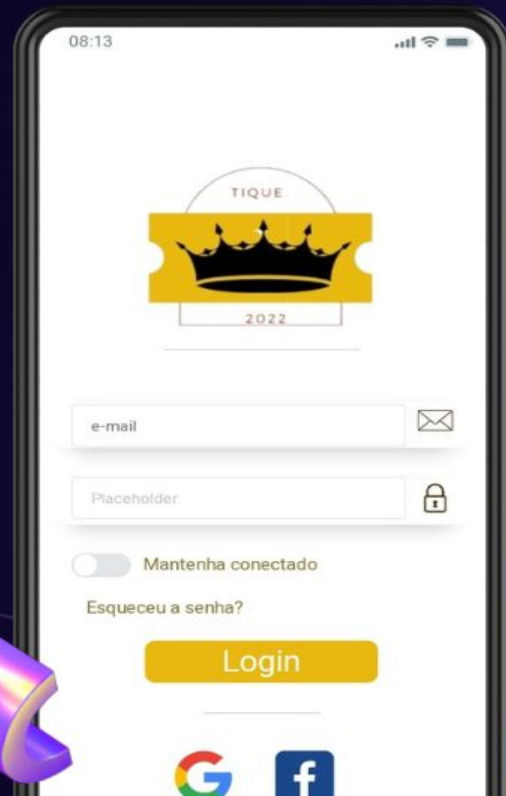 08:13
TIQUE
2022
e-mail
Placeholder
Mantenha conectado
Esqueceu a senha?
Login